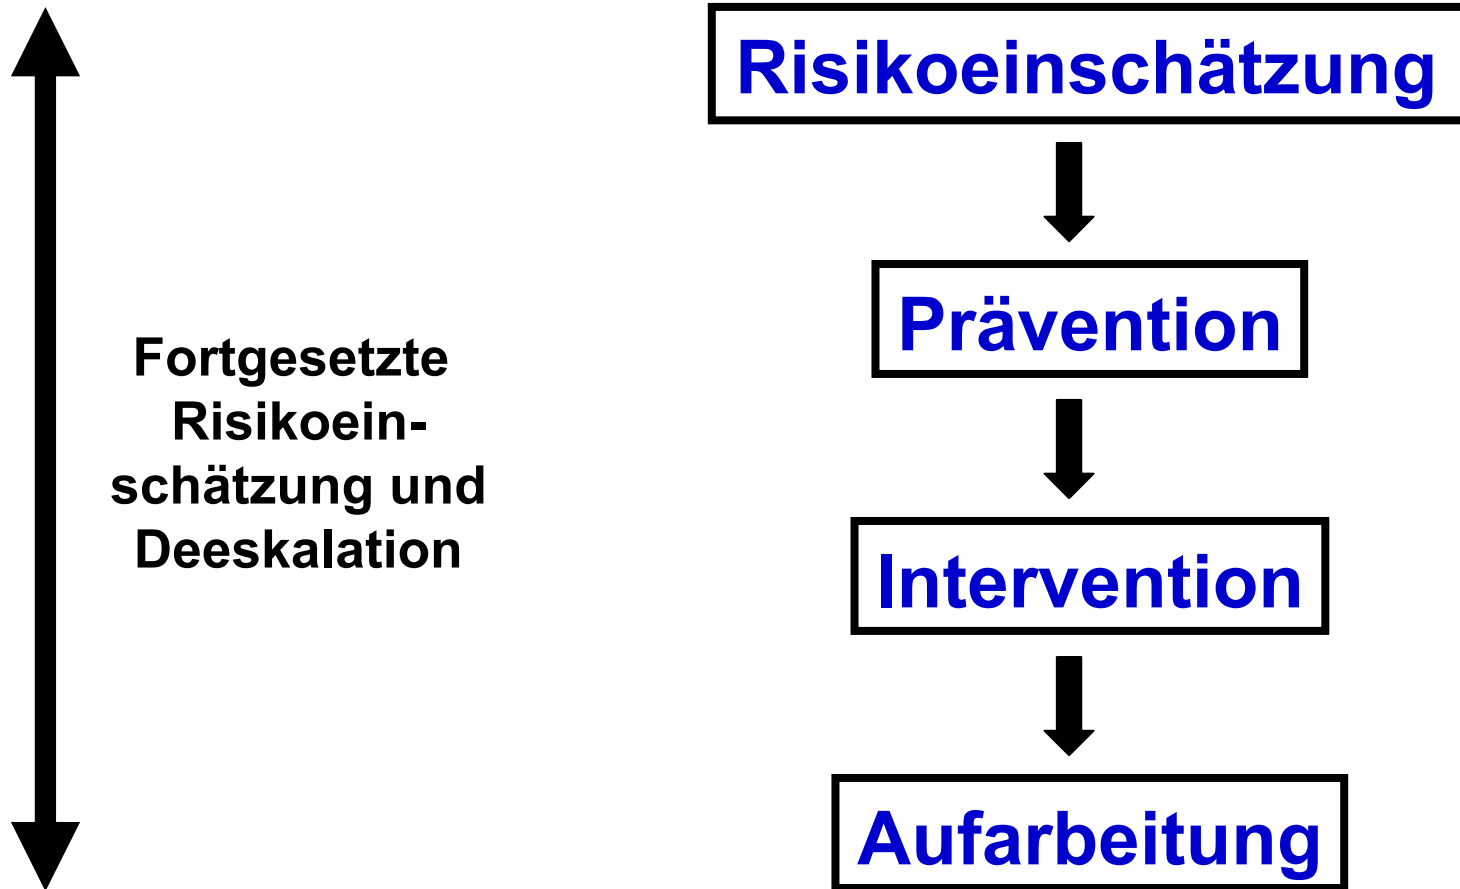 Risikoeinschätzung
Prävention
Fortgesetzte
Risikoein-
schätzung und
Deeskalation
Intervention
Aufarbeitung